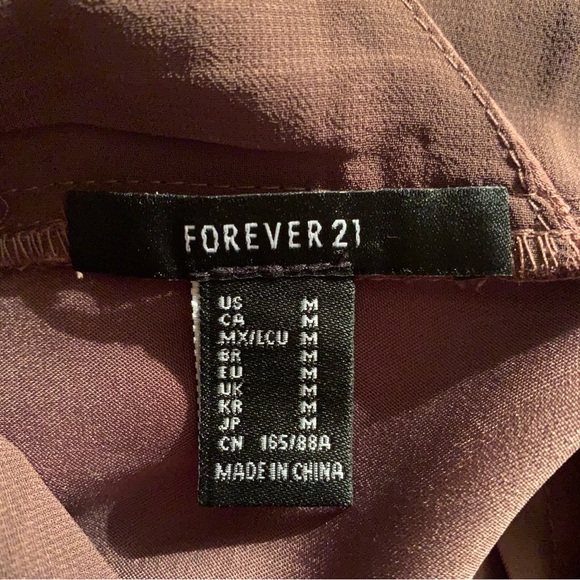 FOREVER 21
US M
CA M
MX/ECU M
BR M
EU M
UK M
KR M
JP M
CN 165/88A
MADE IN CHINA